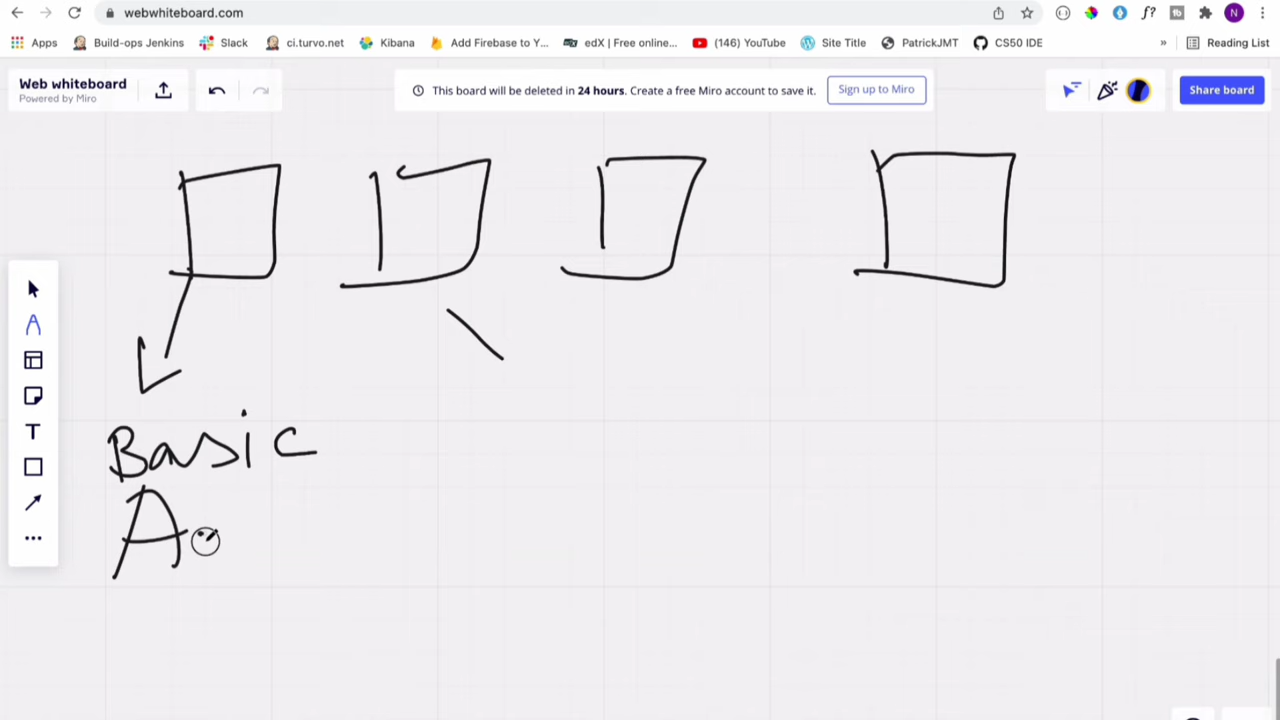 webwhiteboard.com
N
Apps Build-ops Jenkins Slack ci.turvo.net Kibana Add Firebase to Y... edX | Free online... (146) YouTube Site Title PatrickJMT CS50 IDE » Reading List
Web whiteboard
Powered by Miro
This board will be deleted in 24 hours. Create a free Miro account to save it. Sign up to Miro
Share board
Basic
A